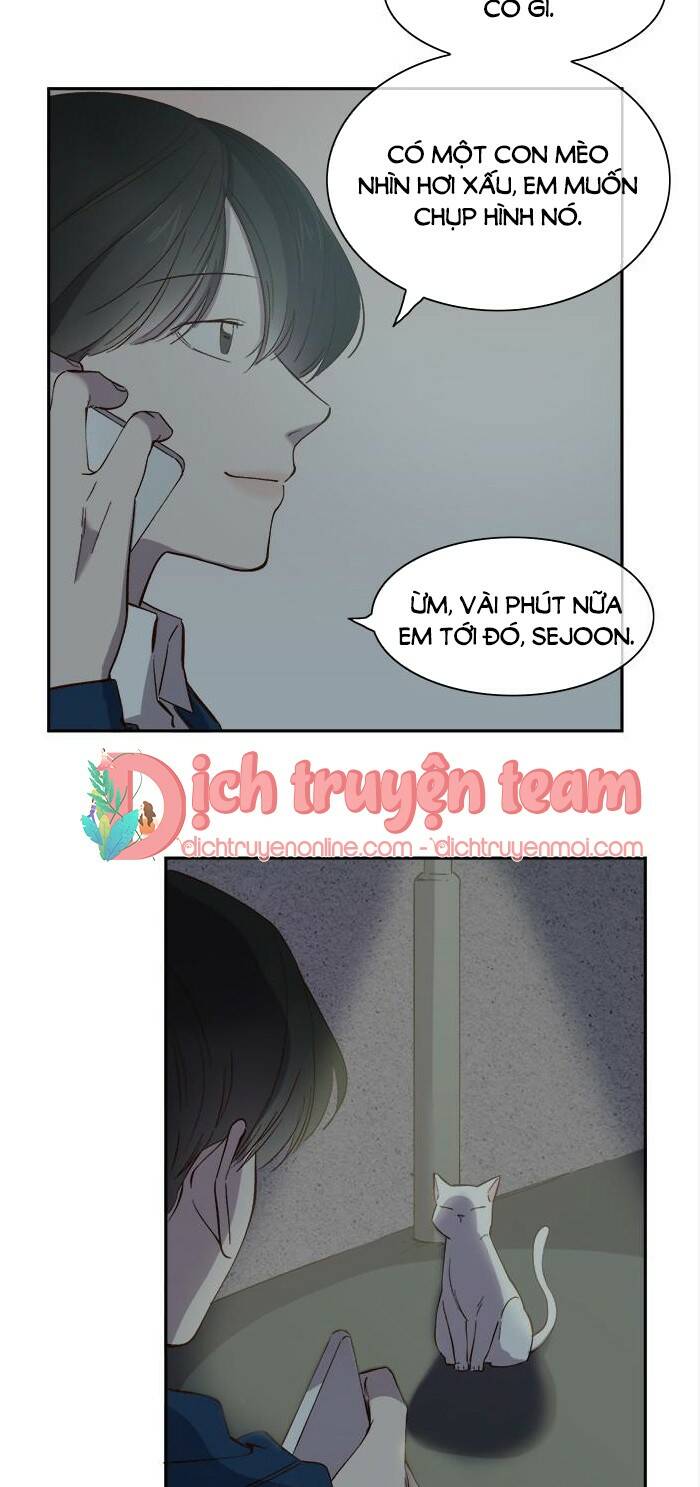 CÓ GÌ.
CÓ MỘT CON MÈO
NHÌN HƠI XẤU, EM MUỐN
CHỤP HÌNH NÓ.
ỪM, VÀI PHÚT NỮA
EM TỚI ĐÓ, SEJOON.
Dịch truyện team
dichtruyenonline.com - dichtruyenmoi.com